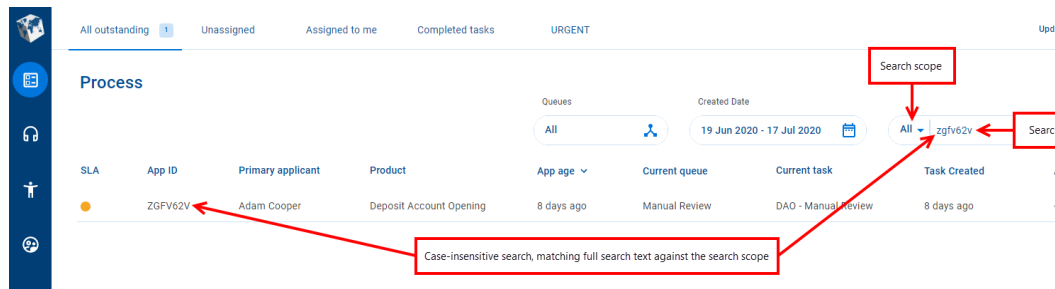 All outstanding 1 Unassigned Assigned to me Completed tasks URGENT
Search scope
Process
Queues Created Date
All 19 Jun 2020 - 17 Jul 2020 All zgfv62v
SLA App ID Primary applicant Product App age Current queue Current task Task Created
ZGFV62V Adam Cooper Deposit Account Opening 8 days ago Manual Review DAO - Manual Review 8 days ago
Case-insensitive search, matching full search text against the search scope